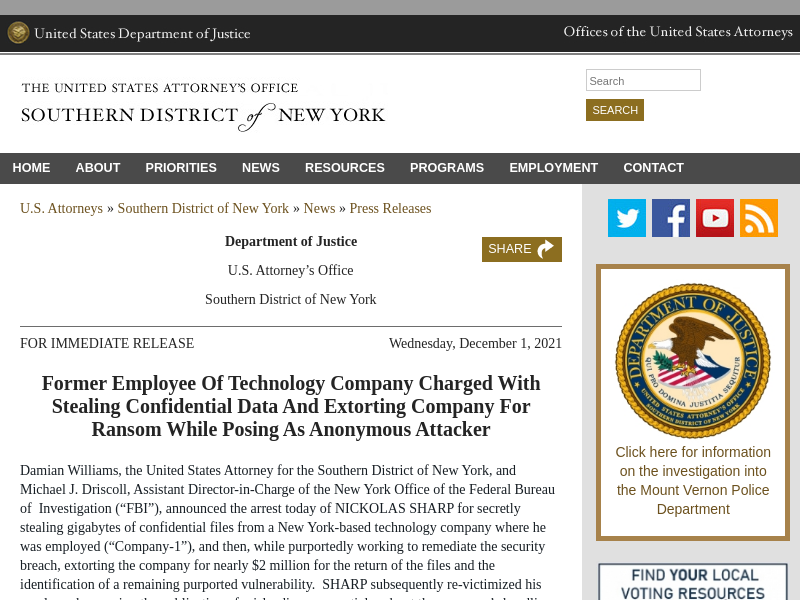 United States Department of Justice
Offices of the United States Attorneys
THE UNITED STATES ATTORNEY'S OFFICE
SOUTHERN DISTRICT of NEW YORK
Search
SEARCH
HOME ABOUT PRIORITIES NEWS RESOURCES PROGRAMS EMPLOYMENT CONTACT
U.S. Attorneys » Southern District of New York » News » Press Releases
SHARE
Department of Justice
U.S. Attorney’s Office
Southern District of New York
FOR IMMEDIATE RELEASE
Wednesday, December 1, 2021
Former Employee Of Technology Company Charged With
Stealing Confidential Data And Extorting Company For
Ransom While Posing As Anonymous Attacker
Damian Williams, the United States Attorney for the Southern District of New York, and
Michael J. Driscoll, Assistant Director-in-Charge of the New York Office of the Federal Bureau
of  Investigation (“FBI”), announced the arrest today of NICKOLAS SHARP for secretly
stealing gigabytes of confidential files from a New York-based technology company where he
was employed (“Company-1”), and then, while purportedly working to remediate the security
breach, extorting the company for nearly $2 million for the return of the files and the
identification of a remaining purported vulnerability.  SHARP subsequently re-victimized his
DEPARTMENT OF JUSTICE
QUI PRO DOMINA JUSTITIA SEQUITUR
Click here for information
on the investigation into
the Mount Vernon Police
Department
FIND YOUR LOCAL
VOTING RESOURCES